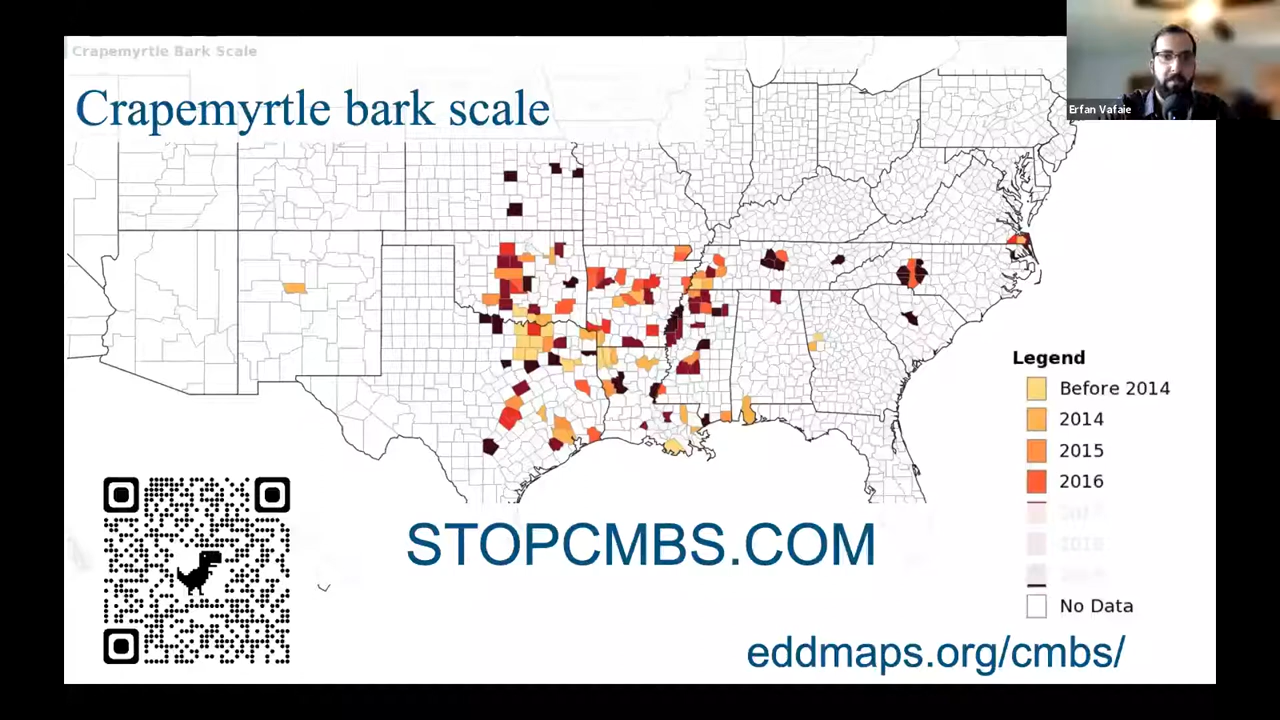 Crapemyrtle Bark Scale
Crapemyrtle bark scale
Erfan Vafaie
Legend
Before 2014
2014
2015
2016
No Data
STOPCMBS.COM
eddmaps.org/cmbs/